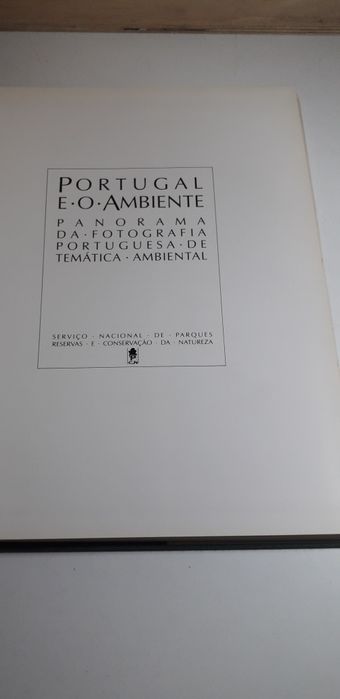 PORTUGAL
E·O·AMBIENTE
PANORAMA
DA·FOTOGRAFIA
PORTUGUESA·DE
TEMÁTICA·AMBIENTAL
SERVIÇO·NACIONAL·DE·PARQUES
RESERVAS·E·CONSERVAÇÃO·DA·NATUREZA